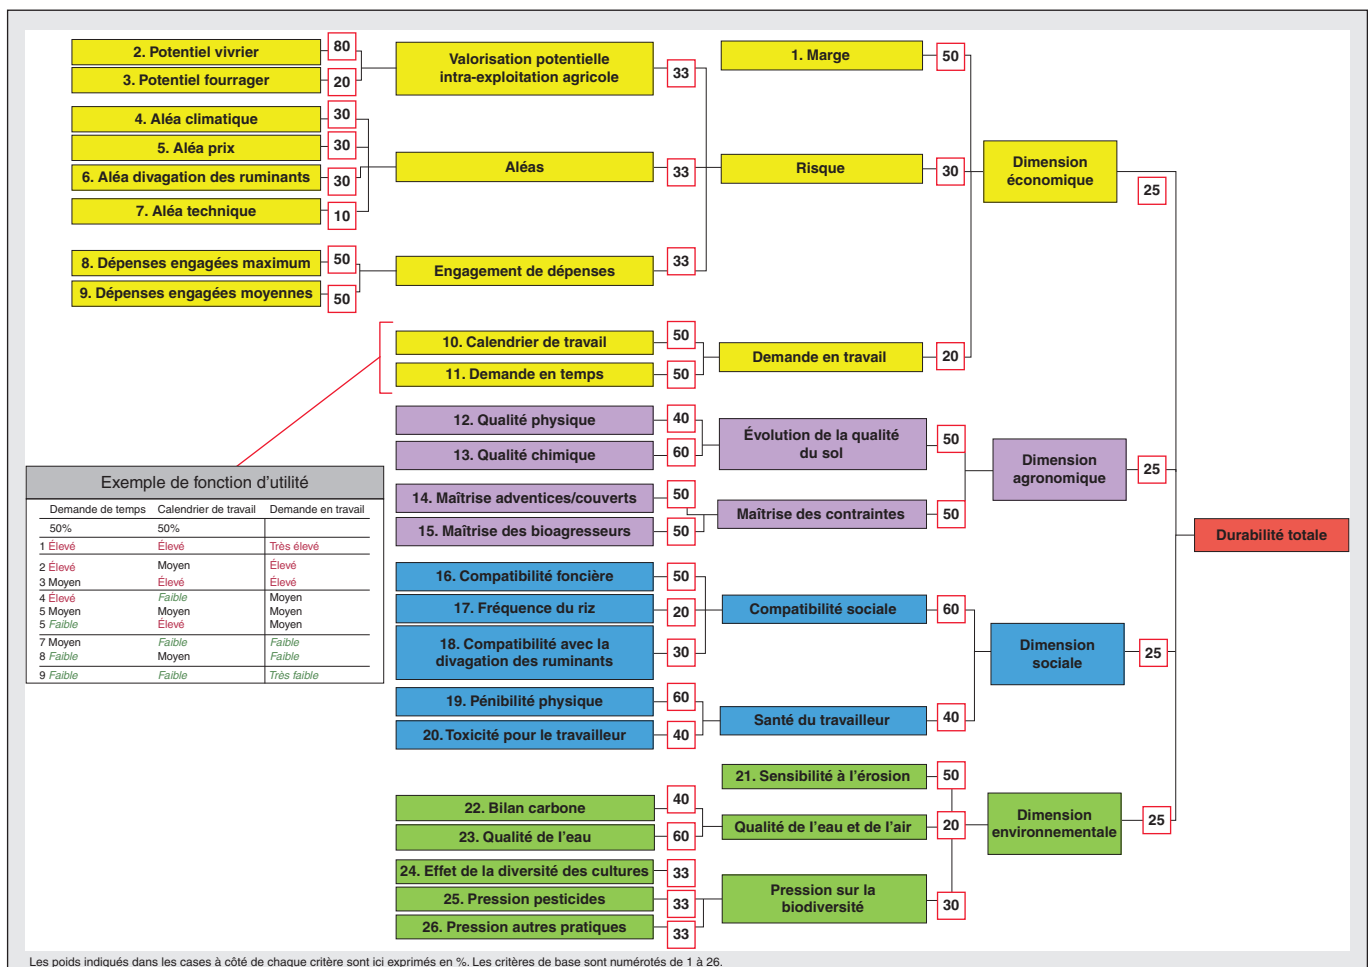 2. Potentiel vivrier
80
3. Potentiel fourrager
20
Valorisation potentielle
intra-exploitation agricole
33
1. Marge
50
4. Aléa climatique
30
5. Aléa prix
30
6. Aléa divagation des ruminants
30
7. Aléa technique
10
Aléas
33
Risque
30
Dimension
économique
25
8. Dépenses engagées maximum
50
9. Dépenses engagées moyennes
50
Engagement de dépenses
33
10. Calendrier de travail
50
11. Demande en temps
50
Demande en travail
20
12. Qualité physique
40
13. Qualité chimique
60
Évolution de la qualité
du sol
50
14. Maîtrise adventices/couverts
50
15. Maîtrise des bioagresseurs
50
Maîtrise des contraintes
50
Dimension
agronomique
25
Durabilité totale
Exemple de fonction d'utilité
Demande de temps Calendrier de travail Demande en travail
50% 50%
1 Élevé Élevé Très élevé
2 Élevé Moyen Élevé
3 Moyen Élevé Élevé
4 Élevé Faible Moyen
5 Moyen Moyen Moyen
5 Faible Élevé Moyen
7 Moyen Faible Faible
8 Faible Moyen Faible
9 Faible Faible Très faible
16. Compatibilité foncière
50
17. Fréquence du riz
20
18. Compatibilité avec la
divagation des ruminants
30
Compatibilité sociale
60
19. Pénibilité physique
60
20. Toxicité pour le travailleur
40
Santé du travailleur
40
Dimension
sociale
25
21. Sensibilité à l'érosion
50
22. Bilan carbone
40
23. Qualité de l'eau
60
Qualité de l'eau et de l'air
20
24. Effet de la diversité des cultures
33
25. Pression pesticides
33
26. Pression autres pratiques
33
Pression sur la
biodiversité
30
Dimension
environnementale
25
Les poids indiqués dans les cases à côté de chaque critère sont ici exprimés en %. Les critères de base sont numérotés de 1 à 26.